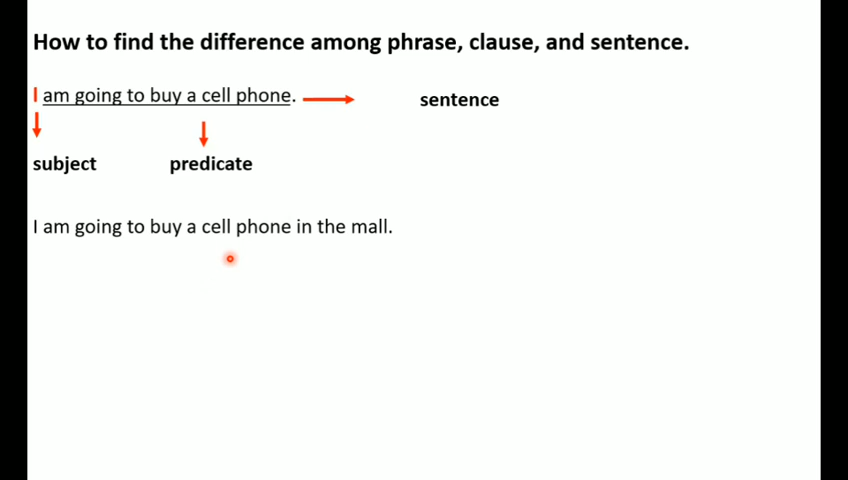 How to find the difference among phrase, clause, and sentence.
I am going to buy a cell phone. sentence
subject predicate
I am going to buy a cell phone in the mall.